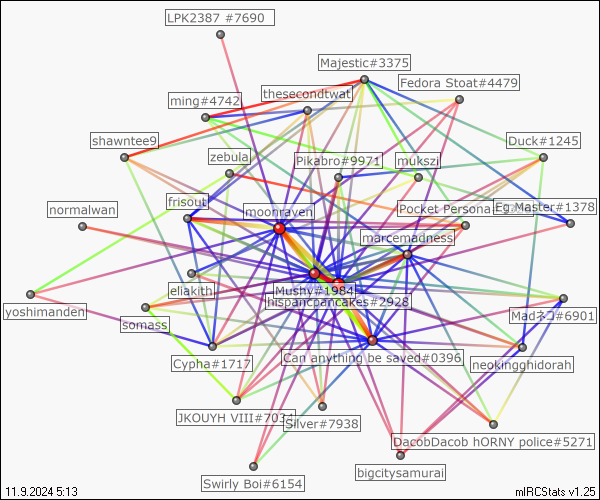 LPK2387 #7690
Majestic#3375
Fedora Stoat#4479
thesecondtwat
ming#4742
shawntee9
Duck#1245
zebula
Pikabro#9971
mukszi
frisout
normalwan
moonraven
Pocket Persona
Eg.Master#1378
marcemadness
eliakith
Mushy#1984
hispancpancakes#2928
yoshimanden
somass
Madネコ#6901
Cypha#1717
Can anything be saved#0396
neokingghidorah
JKOUYH VIII#7034
Silver#7938
DacobDacob hORNY police#5271
bigcitysamurai
Swirly Boi#6154
11.9.2024 5:13
mIRCStats v1.25